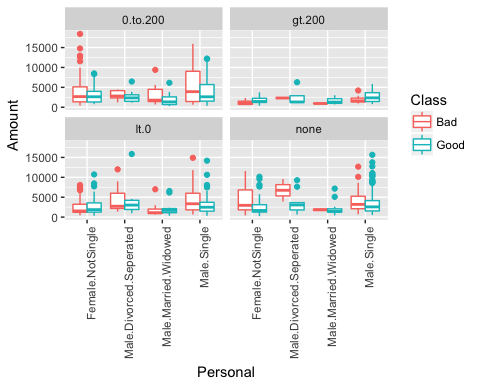 0.to.200
gt.200
15000
10000
5000
0
lt.0
none
15000
10000
5000
0
Amount
Female.NotSingle
Male.Divorced.Seperated
Male.Married.Widowed
Male.Single
Female.NotSingle
Male.Divorced.Seperated
Male.Married.Widowed
Male.Single
Personal
Class
Bad
Good